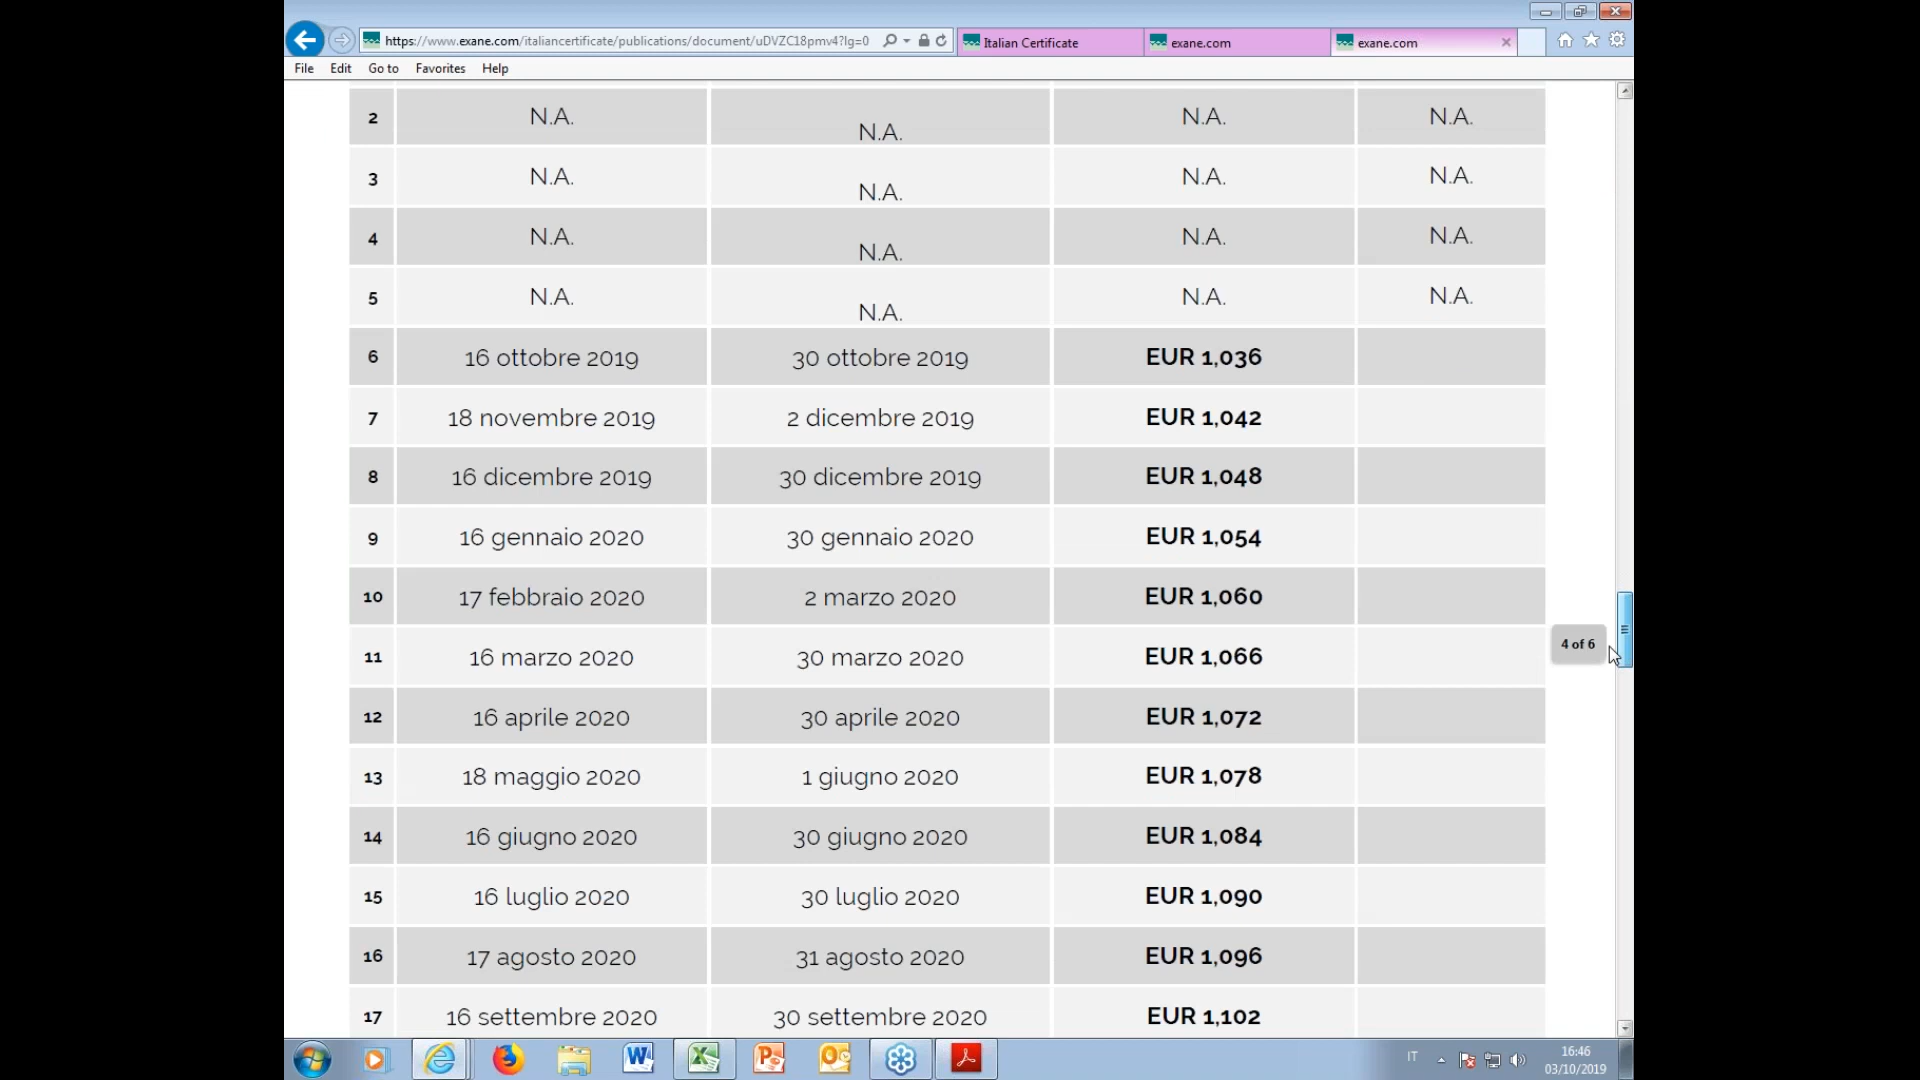 https://www.exane.com/italiancertificate/publications/document/uDVZC18pmv4?lg=0
Italian Certificate
exane.com
exane.com
File Edit Go to Favorites Help
2 N.A. N.A. N.A. N.A.
3 N.A. N.A. N.A. N.A.
4 N.A. N.A. N.A. N.A.
5 N.A. N.A. N.A. N.A.
6 16 ottobre 2019 30 ottobre 2019 EUR 1,036
7 18 novembre 2019 2 dicembre 2019 EUR 1,042
8 16 dicembre 2019 30 dicembre 2019 EUR 1,048
9 16 gennaio 2020 30 gennaio 2020 EUR 1,054
10 17 febbraio 2020 2 marzo 2020 EUR 1,060
11 16 marzo 2020 30 marzo 2020 EUR 1,066
12 16 aprile 2020 30 aprile 2020 EUR 1,072
13 18 maggio 2020 1 giugno 2020 EUR 1,078
14 16 giugno 2020 30 giugno 2020 EUR 1,084
15 16 luglio 2020 30 luglio 2020 EUR 1,090
16 17 agosto 2020 31 agosto 2020 EUR 1,096
17 16 settembre 2020 30 settembre 2020 EUR 1,102
4 of 6
IT
16:46
03/10/2019